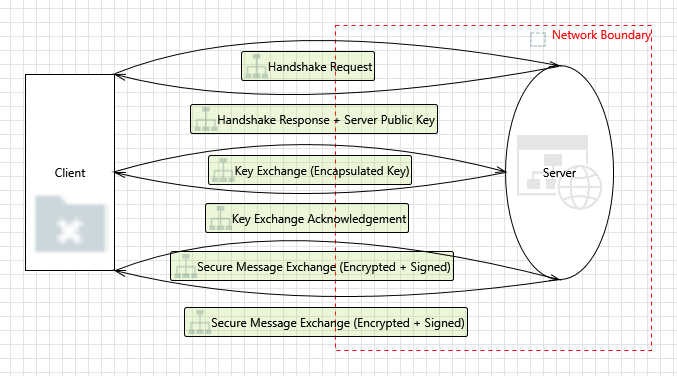 Network Boundary
Handshake Request
Handshake Response + Server Public Key
Client
Key Exchange (Encapsulated Key)
Server
Key Exchange Acknowledgement
Secure Message Exchange (Encrypted + Signed)
Secure Message Exchange (Encrypted + Signed)